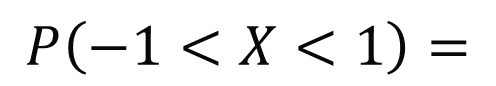 P(−1 < X < 1) =